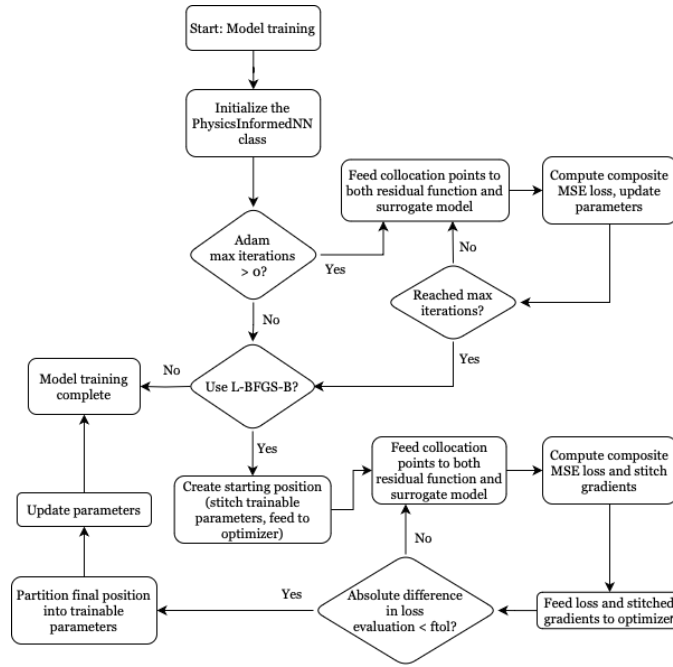 Start: Model training
Initialize the
PhysicsInformedNN
class
Feed collocation points to
both residual function and
surrogate model
Compute composite
MSE loss, update
parameters
Adam
max iterations
> 0?
Yes
No
Reached max
iterations?
No
Yes
Use L-BFGS-B?
No
Model training
complete
Yes
Create starting position
(stitch trainable
parameters, feed to
optimizer)
Feed collocation
points to both
residual function and
surrogate model
Compute composite
MSE loss and stitch
gradients
Update parameters
No
Partition final position
into trainable
parameters
Yes
Absolute difference
in loss
evaluation < ftol?
Feed loss and stitched
gradients to optimizer